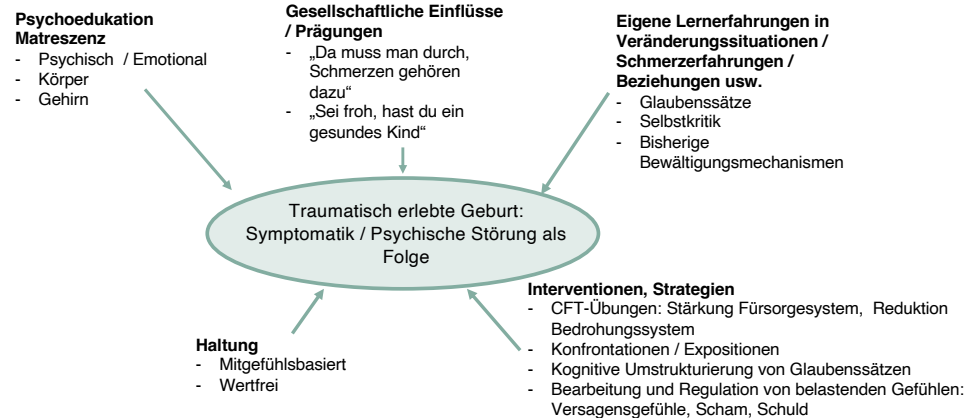 Psychoedukation
Matreszenz
- Psychisch / Emotional
- Körper
- Gehirn
Gesellschaftliche Einflüsse
/ Prägungen
- „Da muss man durch,
Schmerzen gehören
dazu“
- „Sei froh, hast du ein
gesundes Kind“
Eigene Lernerfahrungen in
Veränderungssituationen /
Schmerzerfahrungen /
Beziehungen usw.
- Glaubenssätze
- Selbstkritik
- Bisherige
Bewältigungsmechanismen
Traumatisch erlebte Geburt:
Symptomatik / Psychische Störung als
Folge
Haltung
- Mitgefühlsbasiert
- Wertfrei
Interventionen, Strategien
- CFT-Übungen: Stärkung Fürsorgesystem, Reduktion
Bedrohungssystem
- Konfrontationen / Expositionen
- Kognitive Umstrukturierung von Glaubenssätzen
- Bearbeitung und Regulation von belastenden Gefühlen:
Versagensgefühle, Scham, Schuld